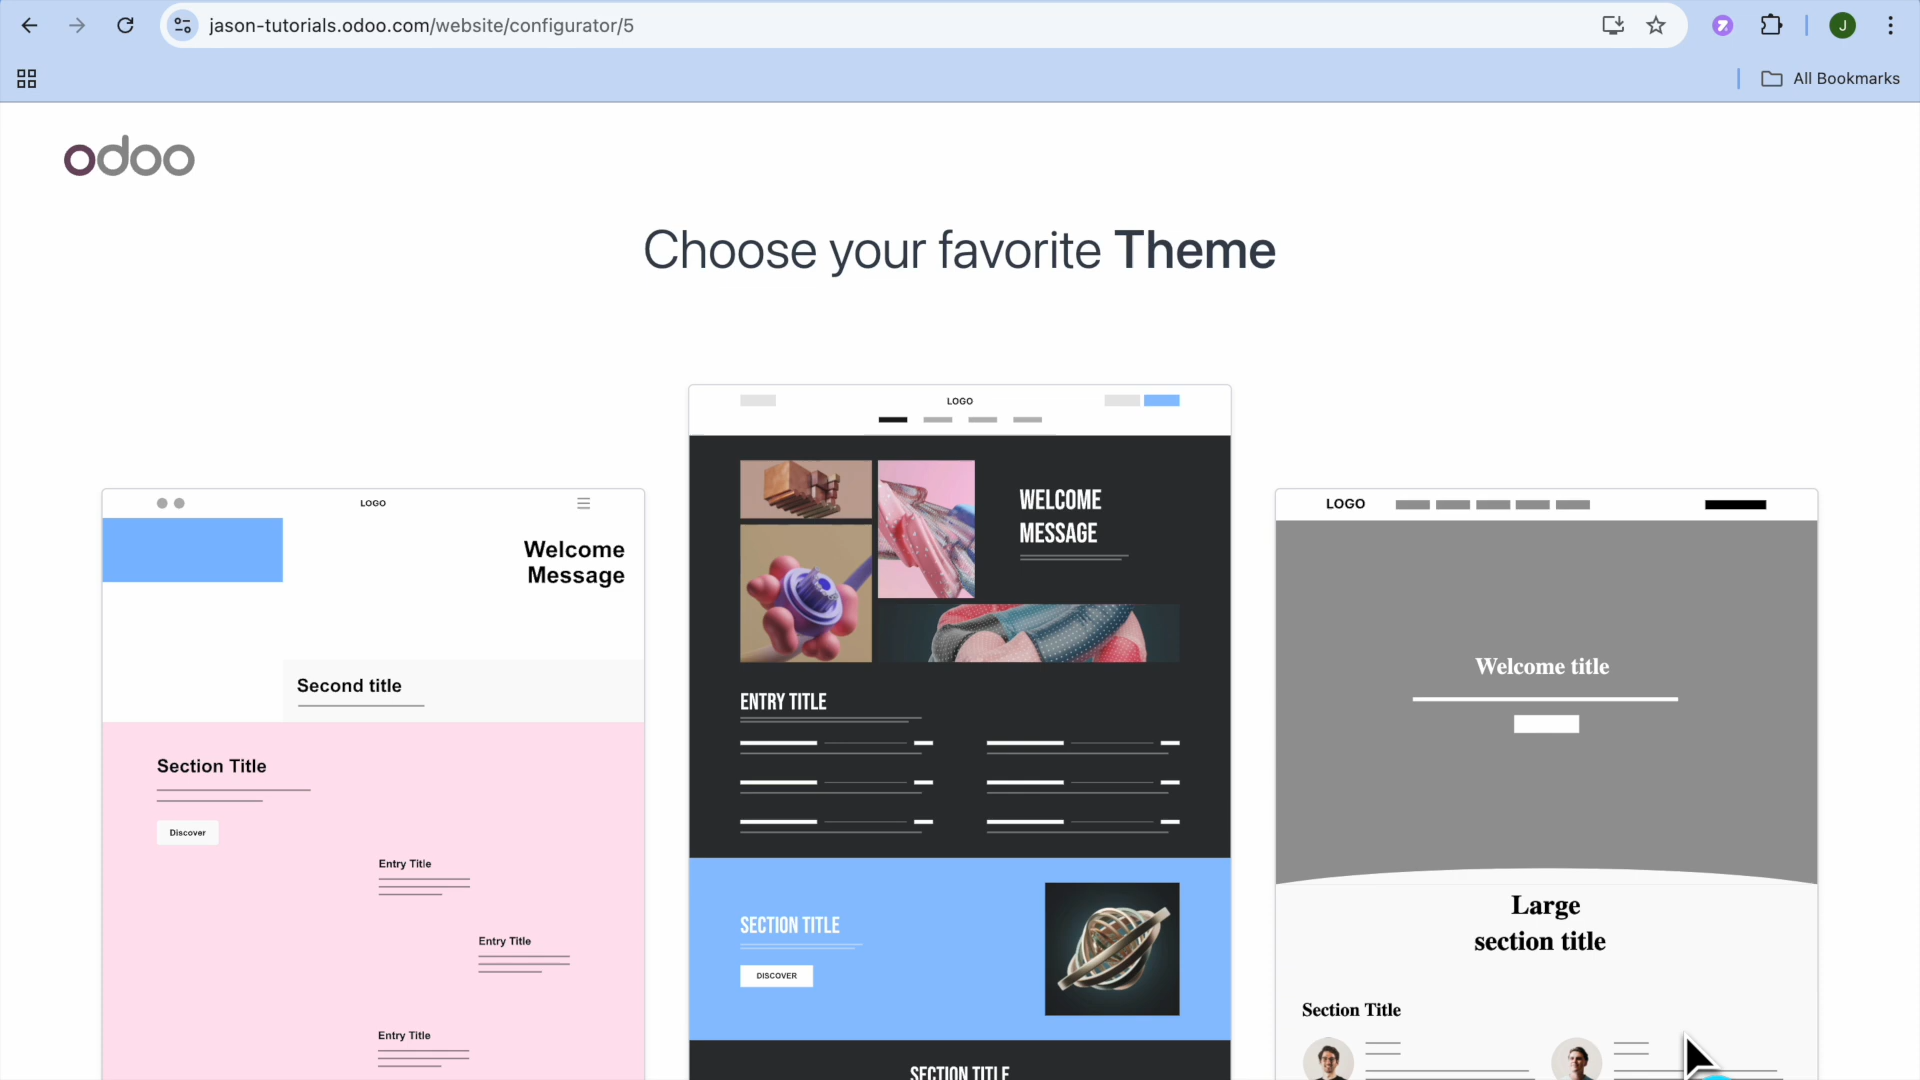 jason-tutorials.odoo.com/website/configurator/5
J
All Bookmarks
odoo
Choose your favorite Theme
LOGO
Welcome
Message
Second title
Section Title
Discover
Entry Title
Entry Title
Entry Title
LOGO
WELCOME
MESSAGE
ENTRY TITLE
SECTION TITLE
DISCOVER
SECTION TITLE
LOGO
Welcome title
Large
section title
Section Title